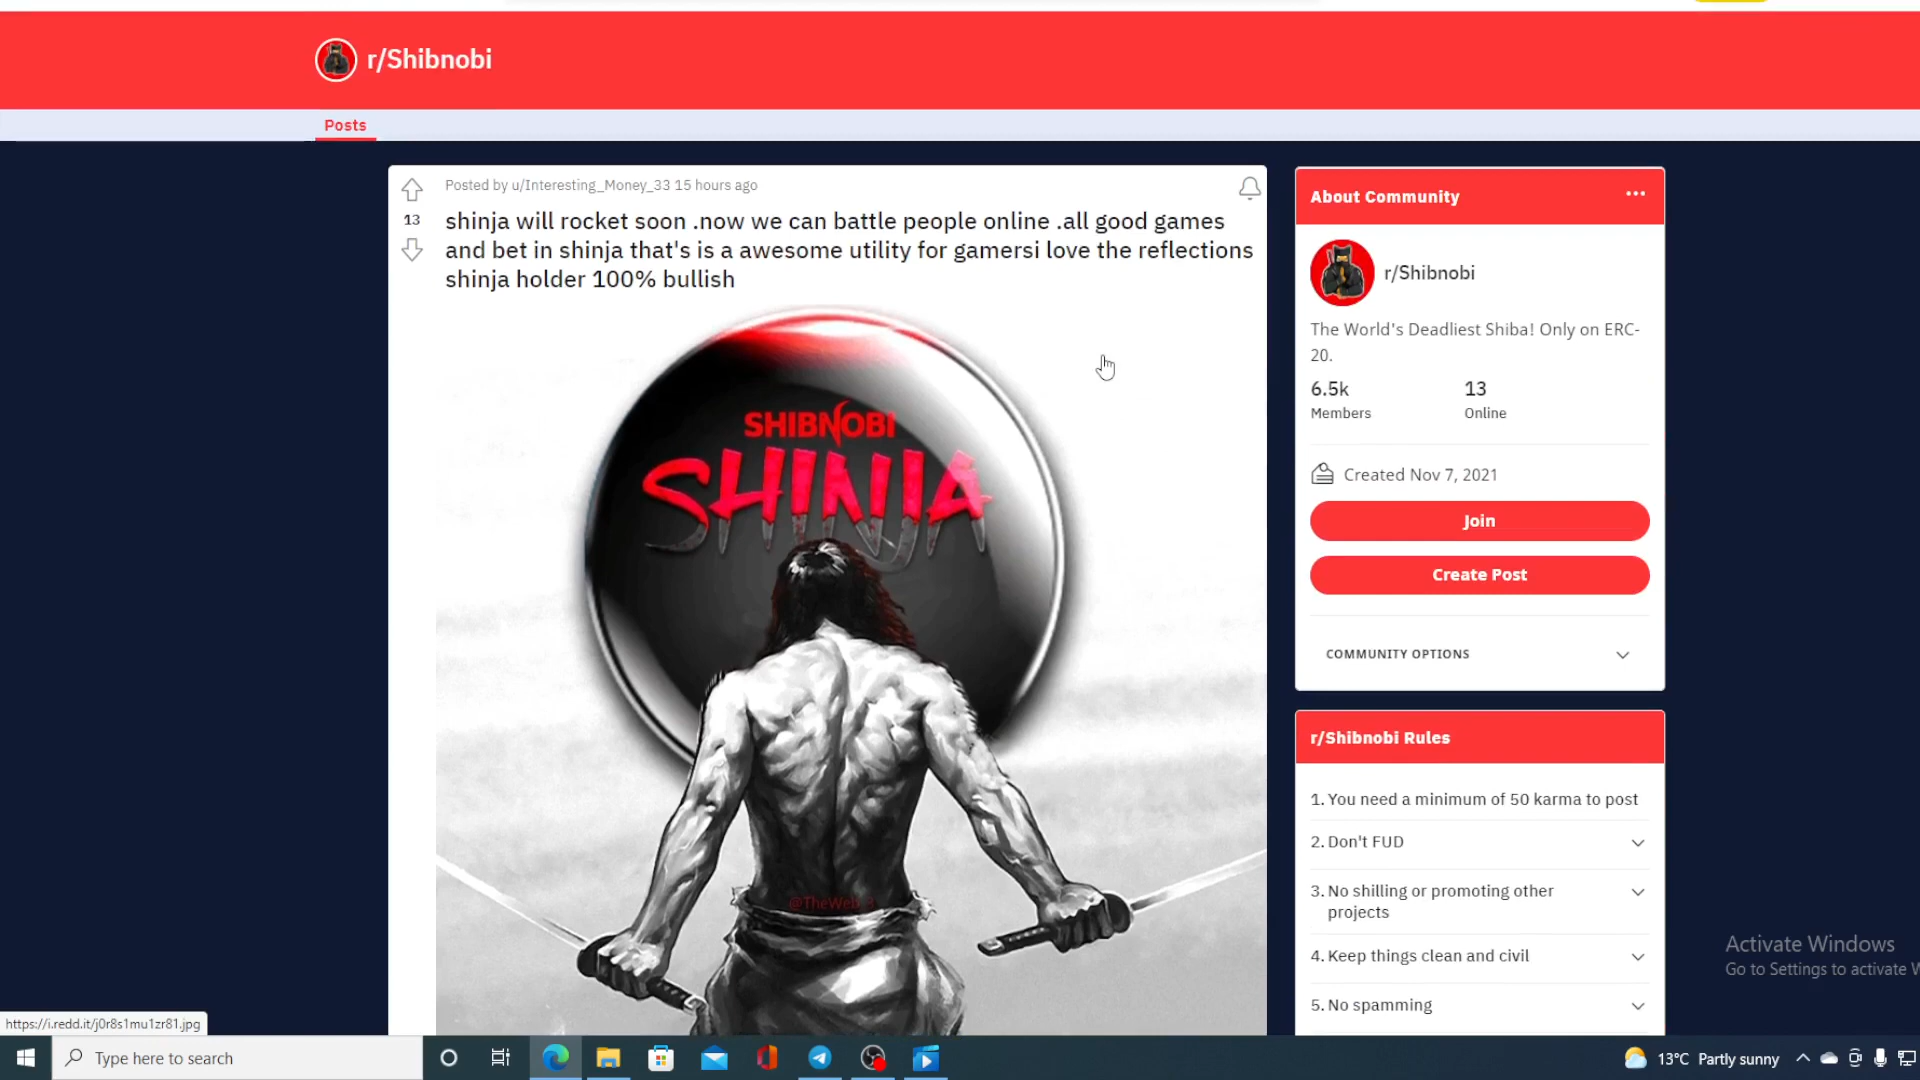 r/Shibnobi
Posts
Posted by u/Interesting_Money_33 15 hours ago
13
shinja will rocket soon .now we can battle people online .all good games
and bet in shinja that's is a awesome utility for gamersi love the reflections
shinja holder 100% bullish
SHIBNOBI
SHINJA
About Community
r/Shibnobi
The World's Deadliest Shiba! Only on ERC-
20.
6.5k
13
Members
Online
Created Nov 7, 2021
Join
Create Post
COMMUNITY OPTIONS
r/Shibnobi Rules
1. You need a minimum of 50 karma to post
2. Don't FUD
3. No shilling or promoting other
projects
4. Keep things clean and civil
5. No spamming
Activate Windows
Go to Settings to activate W
https://i.redd.it/j0r8s1mu1zr81.jpg
Type here to search
13°C Partly sunny